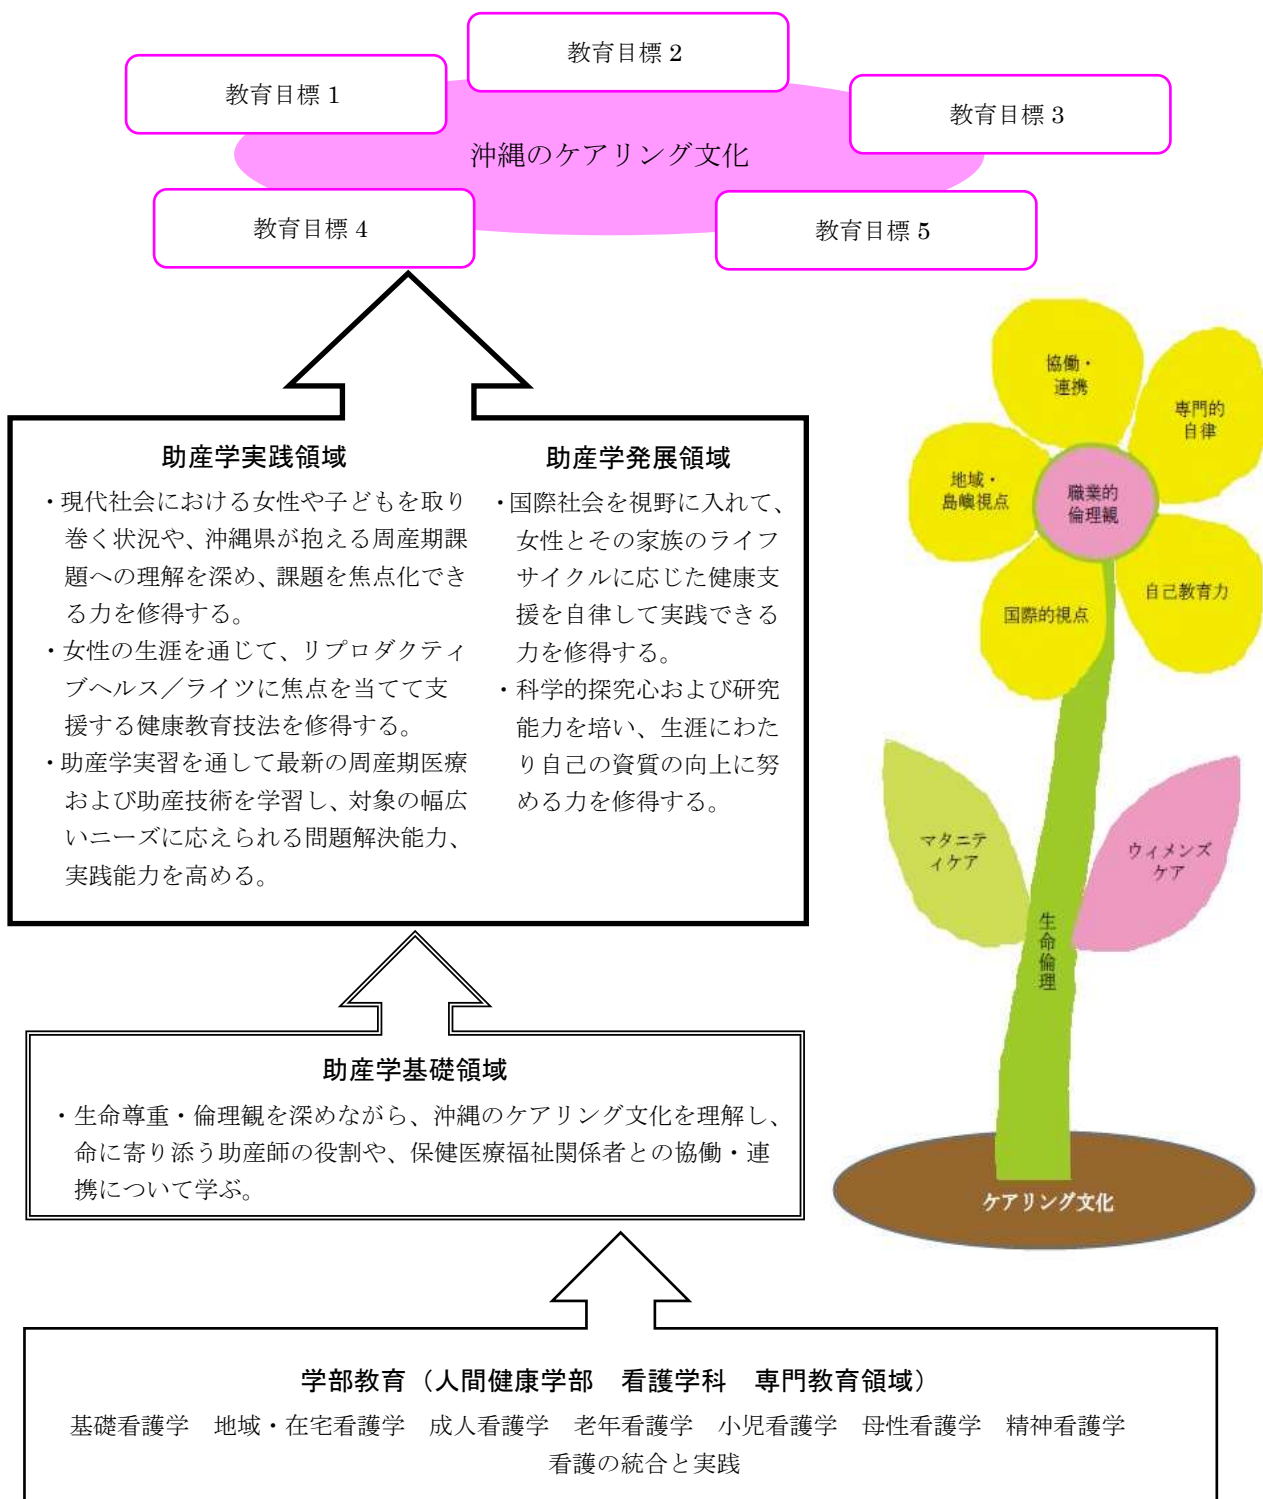 教育目標 2
教育目標 1
教育目標 3
沖縄のケアリング文化
教育目標 4
教育目標 5
助産学実践領域
・現代社会における女性や子どもを取り
巻く状況や、沖縄県が抱える周産期課
題への理解を深め、課題を焦点化でき
る力を修得する。
・女性の生涯を通じて、リプロダクティ
ブヘルス／ライツに焦点を当てて支
援する健康教育技法を修得する。
・助産学実習を通して最新の周産期医療
および助産技術を学習し、対象の幅広
いニーズに応えられる問題解決能力、
実践能力を高める。
助産学発展領域
・国際社会を視野に入れて、
女性とその家族のライフ
サイクルに応じた健康支
援を自律して実践できる
力を修得する。
・科学的探究心および研究
能力を培い、生涯にわた
り自己の資質の向上に努
める力を修得する。
協働・
連携
専門的
自律
地域・
島嶼視点
職業的
倫理観
自己教育力
国際的視点
マタニテ
ィケア
ウィメンズ
ケア
生命倫理
ケアリング文化
助産学基礎領域
・生命尊重・倫理観を深めながら、沖縄のケアリング文化を理解し、
命に寄り添う助産師の役割や、保健医療福祉関係者との協働・連
携について学ぶ。
学部教育（人間健康学部　看護学科　専門教育領域）
基礎看護学　地域・在宅看護学　成人看護学　老年看護学　小児看護学　母性看護学　精神看護学
看護の統合と実践